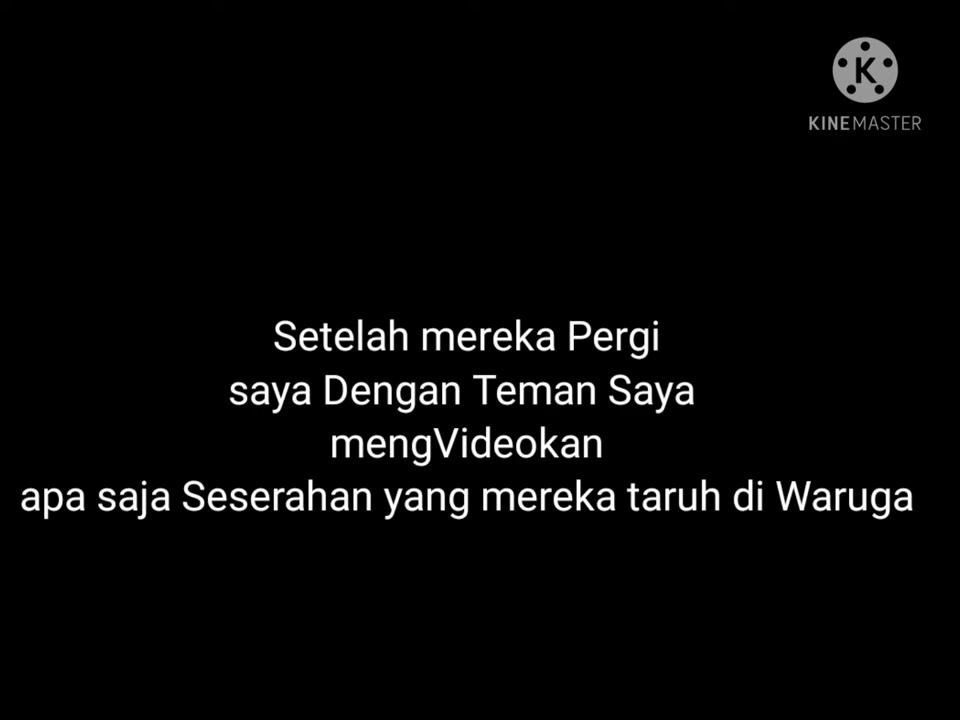 K
KINEMASTER
Setelah mereka Pergi
saya Dengan Teman Saya
mengVideokan
apa saja Seserahan yang mereka taruh di Waruga